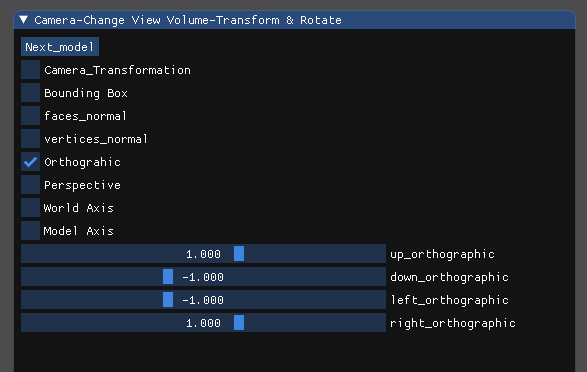 Camera-Change View Volume-Transform & Rotate
Next_model
Camera_Transformation
Bounding Box
faces_normal
vertices_normal
Orthograhic
Perspective
World Axis
Model Axis
1.000 up_orthographic
-1.000 down_orthographic
-1.000 left_orthographic
1.000 right_orthographic